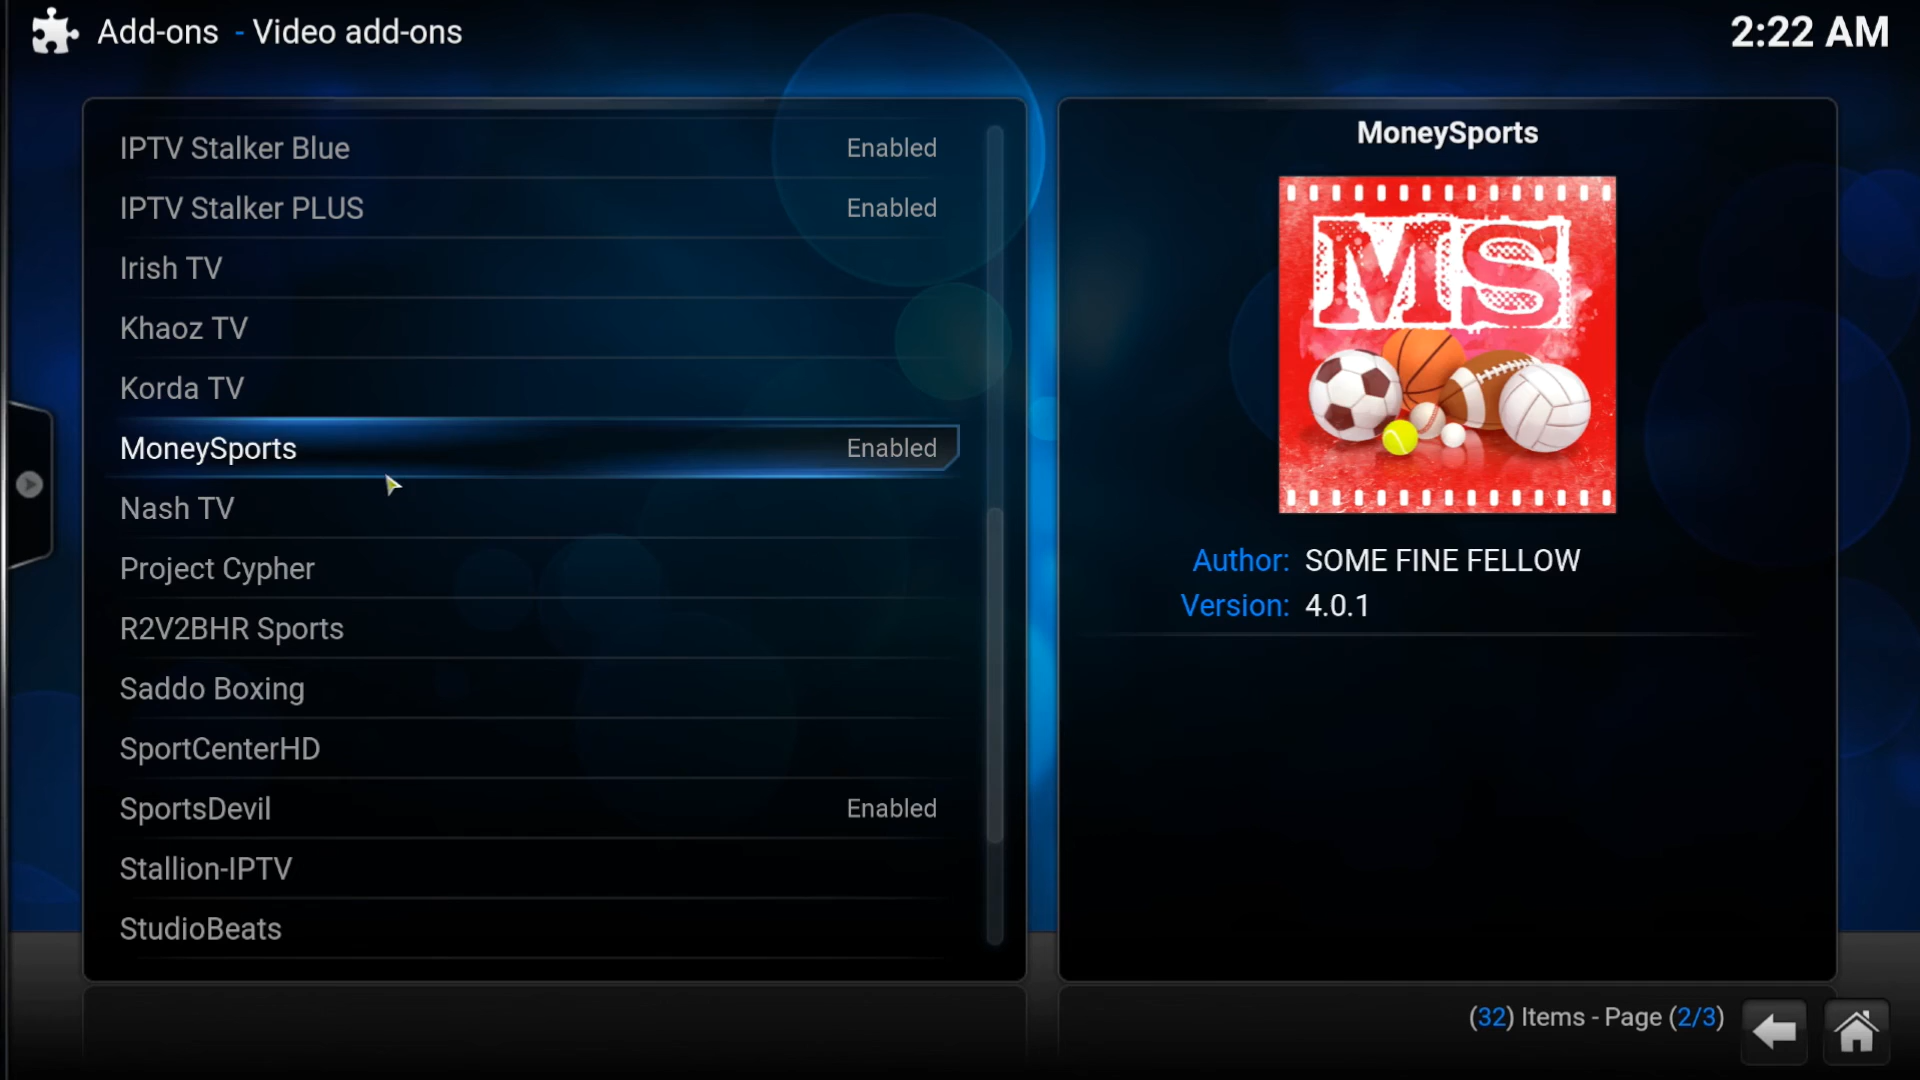 Add-ons - Video add-ons
2:22 AM
IPTV Stalker Blue Enabled
IPTV Stalker PLUS Enabled
Irish TV
Khaoz TV
Korda TV
MoneySports Enabled
Nash TV
Project Cypher
R2V2BHR Sports
Saddo Boxing
SportCenterHD
SportsDevil Enabled
Stallion-IPTV
StudioBeats
MoneySports
MS
Author: SOME FINE FELLOW
Version: 4.0.1
(32) Items - Page (2/3)